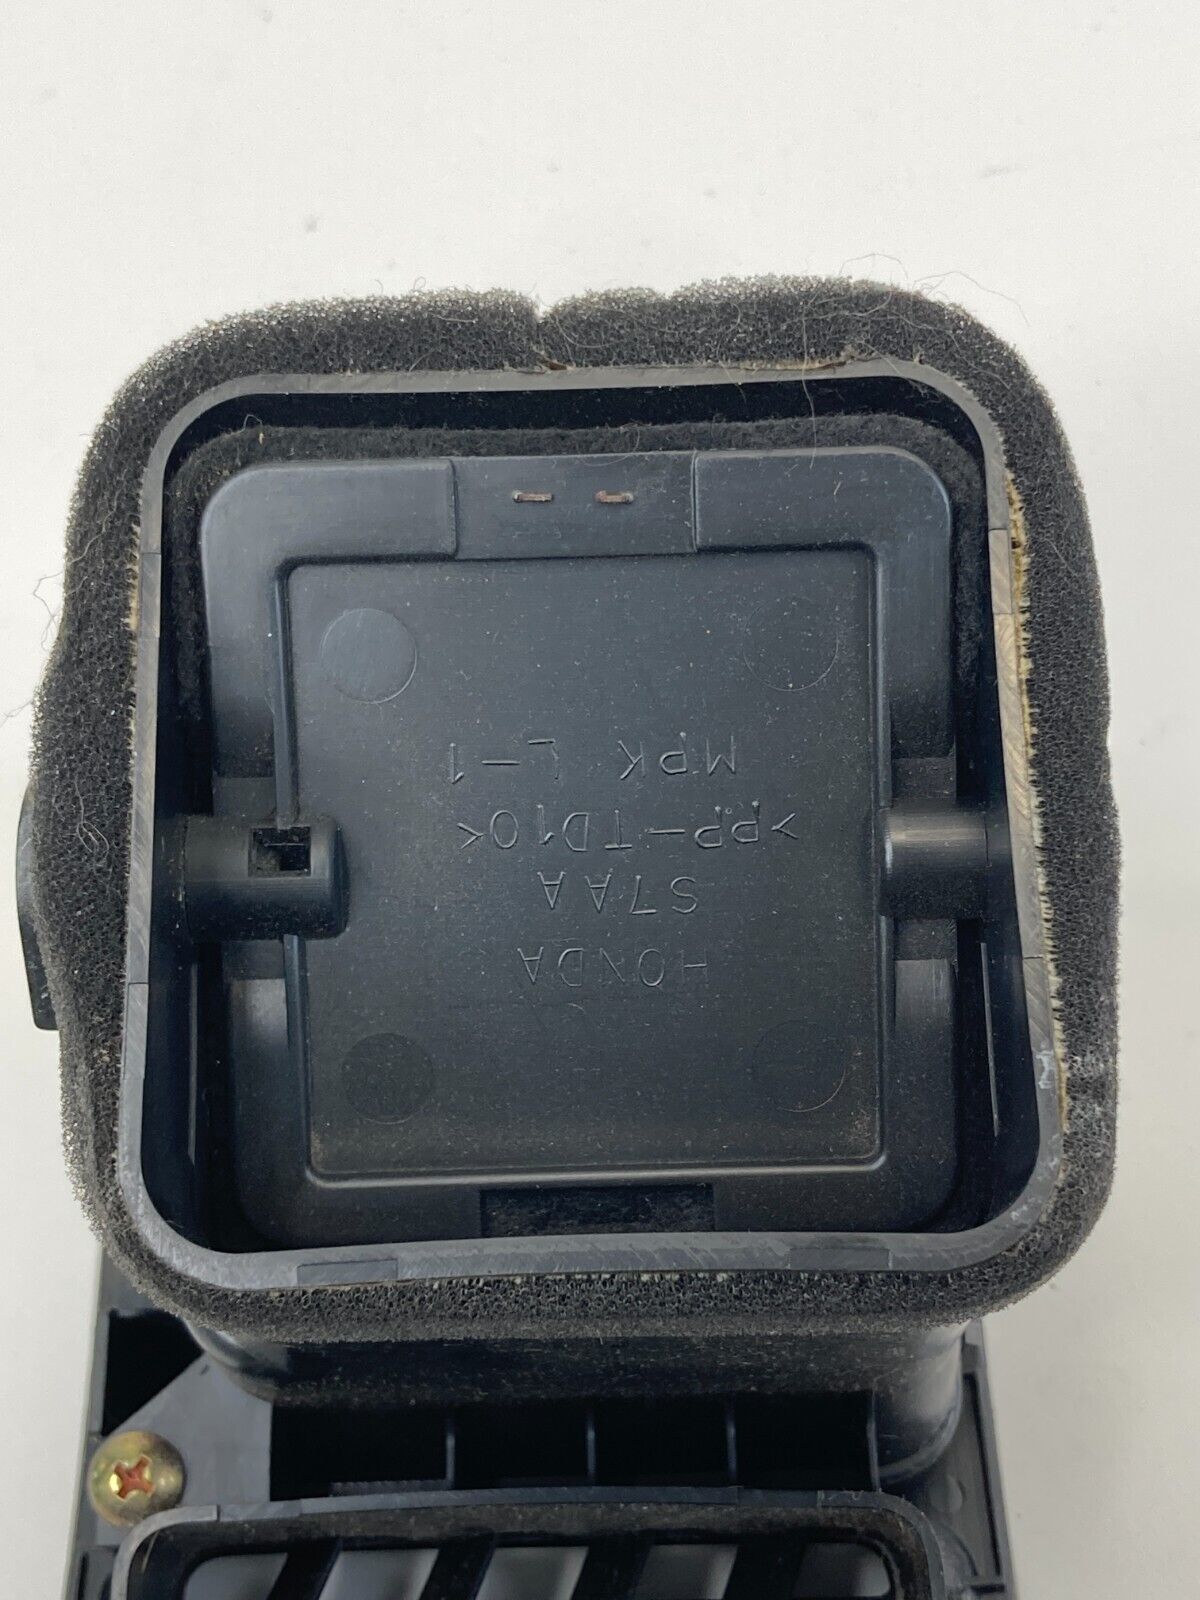 HONDA
S7AA
>PP-TD10<
MPK L-1